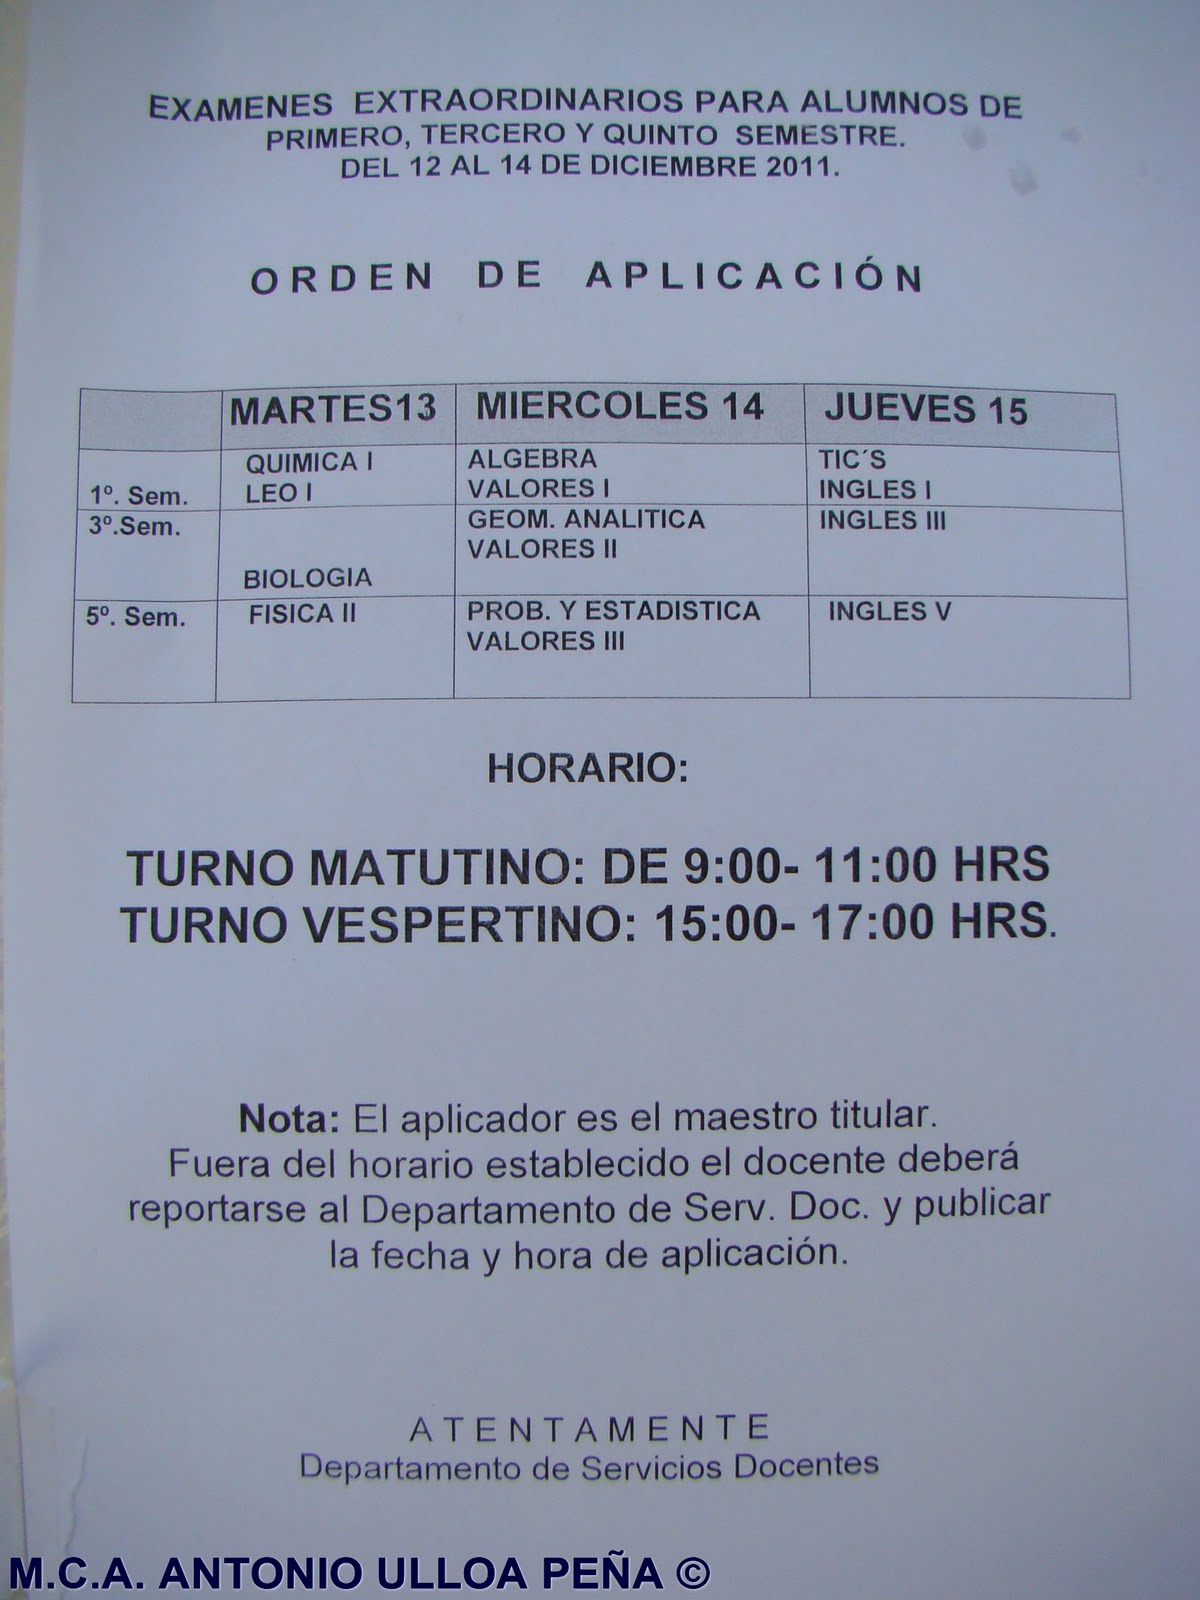 EXAMENES EXTRAORDINARIOS PARA ALUMNOS DE
PRIMERO, TERCERO Y QUINTO SEMESTRE.
DEL 12 AL 14 DE DICIEMBRE 2011.
ORDEN DE APLICACIÓN
MARTES13 MIERCOLES 14 JUEVES 15
QUIMICA I ALGEBRA TIC´S
1º. Sem. LEO I VALORES I INGLES I
3º.Sem. GEOM. ANALITICA INGLES III
VALORES II
BIOLOGIA
5º. Sem. FISICA II PROB. Y ESTADISTICA INGLES V
VALORES III
HORARIO:
TURNO MATUTINO: DE 9:00- 11:00 HRS
TURNO VESPERTINO: 15:00- 17:00 HRS.
Nota: El aplicador es el maestro titular.
Fuera del horario establecido el docente deberá
reportarse al Departamento de Serv. Doc. y publicar
la fecha y hora de aplicación.
ATENTAMENTE
Departamento de Servicios Docentes
M.C.A. ANTONIO ULLOA PEÑA ©